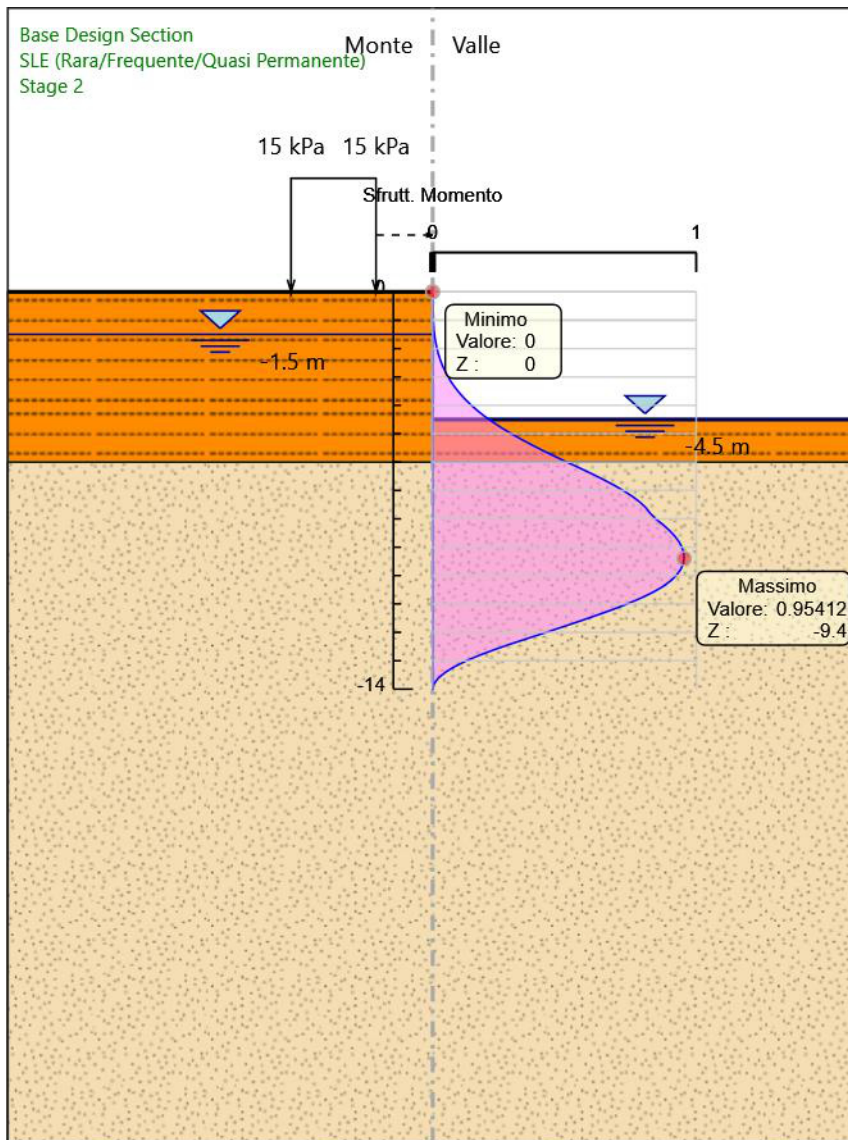 Base Design Section
SLE (Rara/Frequente/Quasi Permanente)
Stage 2
Monte
Valle
15 kPa
15 kPa
Sfrutt. Momento
0
1
0
Minimo
Valore: 0
Z : 0
-1.5 m
-4.5 m
Massimo
Valore: 0.95412
Z : -9.4
-14